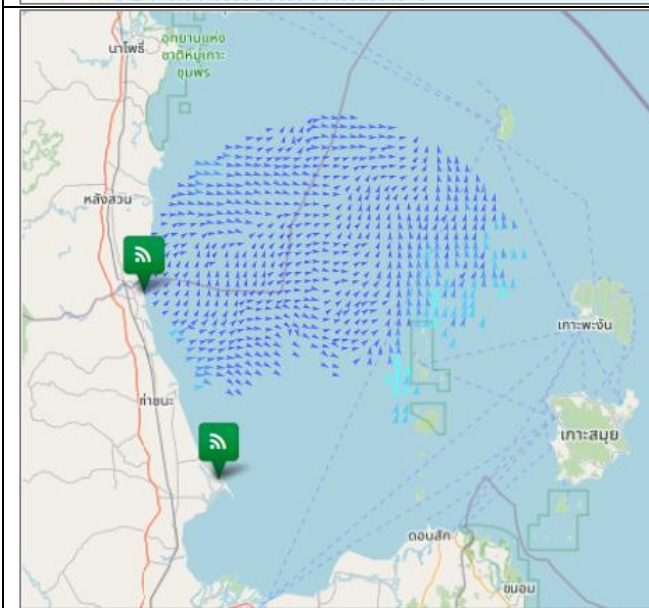 นาโพธิ์
อุทยานแห่ง
ชาติหมู่เกาะ
ชุมพร
หลังสวน
เกาะพะงัน
ท่าชนะ
เกาะสมุย
ดอนสัก
ขนอม